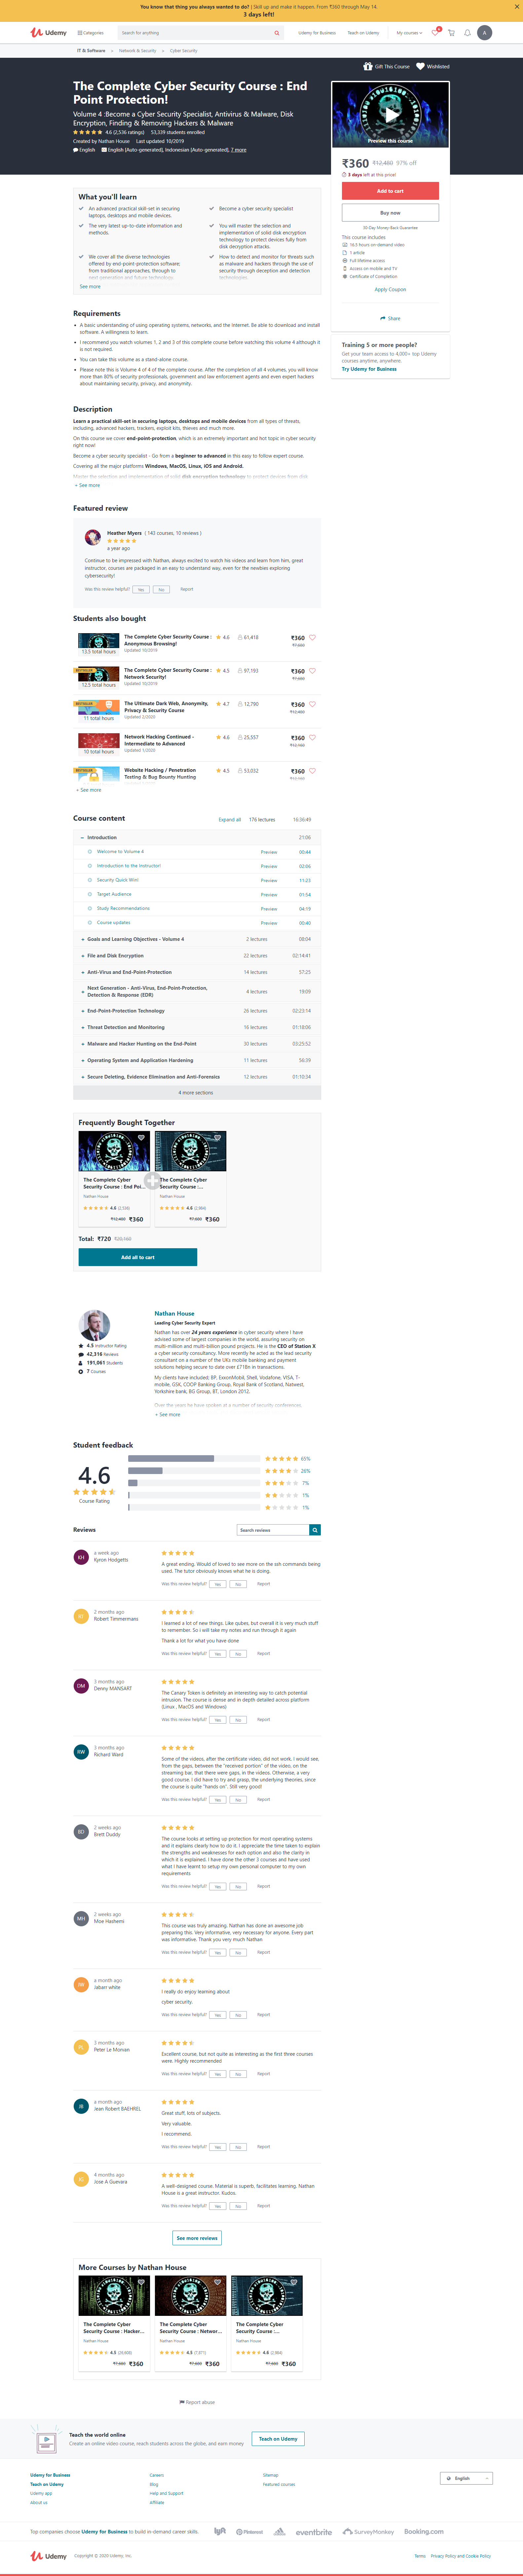 You know that thing you always wanted to do? | Skill up and make it happen. From ₹360 through May 14.
3 days left!
Udemy
Categories
Search for anything
Udemy for Business
Teach on Udemy
My courses
A
IT & Software
Network & Security
Cyber Security
Gift This Course
Wishlisted
The Complete Cyber Security Course : End Point Protection!
Volume 4 :Become a Cyber Security Specialist, Antivirus & Malware, Disk Encryption, Finding & Removing Hackers & Malware
4.6 (2,536 ratings)
53,339 students enrolled
Created by Nathan House
Last updated 10/2019
English
English [Auto-generated], Indonesian [Auto-generated], 1 more
Preview this course
₹360 ₹12,480 97% off
3 days left at this price!
Add to cart
Buy now
30-Day Money-Back Guarantee
This course includes
16.5 hours on-demand video
1 article
Full lifetime access
Access on mobile and TV
Certificate of Completion
Apply Coupon
Share
Training 5 or more people?
Get your team access to 4,000+ top Udemy courses anytime, anywhere.
Try Udemy for Business
What you'll learn
An advanced practical skill-set in securing laptops, desktops and mobile devices.
Become a cyber security specialist
The very latest up-to-date information and methods.
You will master the selection and implementation of solid disk encryption technology to protect devices fully from disk decryption attacks.
We cover all the diverse technologies offered by current end-point-protection, from traditional approaches, through to next generation and future technology.
How to detect and monitor for threats such as malware and hackers through the use of security through deception and detection technologies.
See more
Requirements
A basic understanding of using operating systems, networks, and the Internet. Be able to download and install software. A willingness to learn.
I recommend you watch volumes 1, 2 and 3 of this complete course before watching this volume 4 although it is not required.
You can take this volume as a stand-alone course.
Please note this is Volume 4 of 4 of the complete course. After the completion of all 4 volumes, you will know more than 80% of security professionals, government and law enforcement agents and even expert hackers about maintaining security, privacy, and anonymity.
Description
Learn a practical skill-set in securing laptops, desktops and mobile devices from all types of threats, including, advanced hackers, trackers, exploit kits, thieves and much more.
On this course we cover end-point-protection, which is an extremely important and hot topic in cyber security right now!
Become a cyber security specialist - Go from a beginner to advanced in this easy to follow expert course.
Covering all the major platforms Windows, MacOS, Linux, iOS and Android.
Master the selection and implementation of solid disk encryption technology to protect devices from disk
+ See more
Featured review
Heather Myers ( 143 courses, 10 reviews )
a year ago
Continue to be impressed with Nathan, always excited to watch his videos and learn from him, great instructor, courses are packaged in an easy to understand way, even for the newbies exploring cybersecurity!
Was this review helpful? Yes No Report
Students also bought
The Complete Cyber Security Course : Anonymous Browsing!
Updated 10/2019
13.5 total hours
4.6
61,418
₹360
The Complete Cyber Security Course : Network Security!
Updated 10/2019
12.5 total hours
4.5
97,193
₹360
The Ultimate Dark Web, Anonymity, Privacy & Security Course
Updated 2/2020
11 total hours
4.7
12,790
₹360
Network Hacking Continued - Intermediate to Advanced
Updated 1/2020
10 total hours
4.6
25,557
₹360
Website Hacking / Penetration Testing & Bug Bounty Hunting
4.5
53,032
₹360
+ See more
Course content
Expand all 176 lectures 16:36:49
Introduction 21:06
Welcome to Volume 4 Preview 00:44
Introduction to the Instructor! Preview 02:06
Security Quick Win! Preview 11:23
Target Audience Preview 01:54
Study Recommendations Preview 04:19
Course updates Preview 00:40
Goals and Learning Objectives - Volume 4 2 lectures 08:04
File and Disk Encryption 22 lectures 02:14:41
Anti-Virus and End-Point-Protection 14 lectures 57:25
Next Generation - Anti-Virus, End-Point-Protection, Detection & Response (EDR) 4 lectures 19:09
End-Point-Protection Technology 26 lectures 02:23:14
Threat Detection and Monitoring 16 lectures 01:18:06
Malware and Hacker Hunting on the End-Point 30 lectures 03:25:52
Operating System and Application Hardening 11 lectures 56:39
Secure Deleting, Evidence Elimination and Anti-Forensics 12 lectures 01:10:34
4 more sections
Frequently Bought Together
The Complete Cyber Security Course : End Poi...
Nathan House
4.6 (2,536)
₹12,480 ₹360
The Complete Cyber Security Course :...
Nathan House
4.6 (2,984)
₹360
Total: ₹720
Add all to cart
Nathan House
Leading Cyber Security Expert
4.5 Instructor Rating
42,316 Reviews
191,061 Students
7 Courses
Nathan House has over 24 years experience in cyber security where I have advised some of largest companies in the world, assuring security on multi-million and multi-billion pound projects. He is the CEO of Station X a cyber security consultancy. More recently he acted as the lead security consultant on a number of the UKs mobile banking and payment solutions helping secure to date over £71Bn in transactions.
My clients have included; BP, ExxonMobil, Shell, Vodafone, VISA, T-mobile, GSK, COOP Banking Group, Royal Bank of Scotland, Natwest, Yorkshire bank, BG Group, BT, London 2012.
Over the years he have spoken at a number of security conferences,
+ See more
Student feedback
4.6
Course Rating
65%
26%
7%
1%
1%
Reviews
Search reviews
KH
a week ago
Kyron Hodgetts
A great ending. Would of loved to see more on the ssh commands being used. The tutor obviously knows what he is doing.
Was this review helpful? Yes No Report
2 months ago
Robert Timmermans
I learned a lot of new things. Like qubes, but overall it is very much stuff to remember. So I will take my notes and run through it again
Thank a lot for what you have done
Was this review helpful? Yes No Report
DM
3 months ago
Denny MANSART
The Canary Token is definitely an interesting way to catch potential intrusion. The course is dense and in depth detailed across platform (Linux , MacOS and Windows)
Was this review helpful? Yes No Report
RW
3 months ago
Richard Ward
Some of the videos, after the certificate video, did not work. I would see, from the gaps, between the "received portion" of the video, on the streaming bar, that there were gaps, in the videos. Otherwise, a very good course. I did have to try and grasp, the underlying theories, since the course is quite "hands on". Still very good!
Was this review helpful? Yes No Report
BD
2 weeks ago
Brett Duddy
The course looks at setting up protection for most operating systems and it explains clearly how to do it. I appreciate the time taken to explain the strengths and weaknesses for each option and also the clarity in which it is explained. I have done the other 3 courses and have used what I have learnt to setup my own personal computer to my own requirements.
Was this review helpful? Yes No Report
MH
2 weeks ago
Moe Hashemi
This course was truly amazing. Nathan has done an awesome job preparing this. Very informative, very necessary for anyone. Every part was informative. Thank you very much Nathan
Was this review helpful? Yes No Report
JW
a month ago
Jabari white
I really do enjoy learning about
cyber security.
Was this review helpful? Yes No Report
PL
3 months ago
Peter Le Morvan
Excellent course, but not quite as interesting as the first three courses were. Highly recommended
Was this review helpful? Yes No Report
JB
a month ago
Jean Robert BAEHREL
Great stuff, lots of subjects.
Very valuable.
I recommend.
Was this review helpful? Yes No Report
4 months ago
Jose A Guevara
A well-designed course. Material is superb, facilitates learning. Nathan House is a great instructor. Kudos.
Was this review helpful? Yes No Report
See more reviews
More Courses by Nathan House
The Complete Cyber Security Course : Hacker...
Nathan House
₹360
The Complete Cyber Security Course : Networ...
Nathan House
₹360
The Complete Cyber Security Course :...
Nathan House
4.6 (2,984)
₹360
Report abuse
Teach the world online
Create an online video course, reach students across the globe, and earn money
Teach on Udemy
Udemy for Business
Teach on Udemy
Udemy app
About us
Careers
Blog
Help and Support
Affiliate
Sitemap
Featured courses
English
Top companies choose Udemy for Business to build in-demand career skills.
lyft
Pinterest
adidas
eventbrite
SurveyMonkey
Booking.com
Udemy
Copyright © 2020 Udemy, Inc.
Terms
Privacy Policy and Cookie Policy